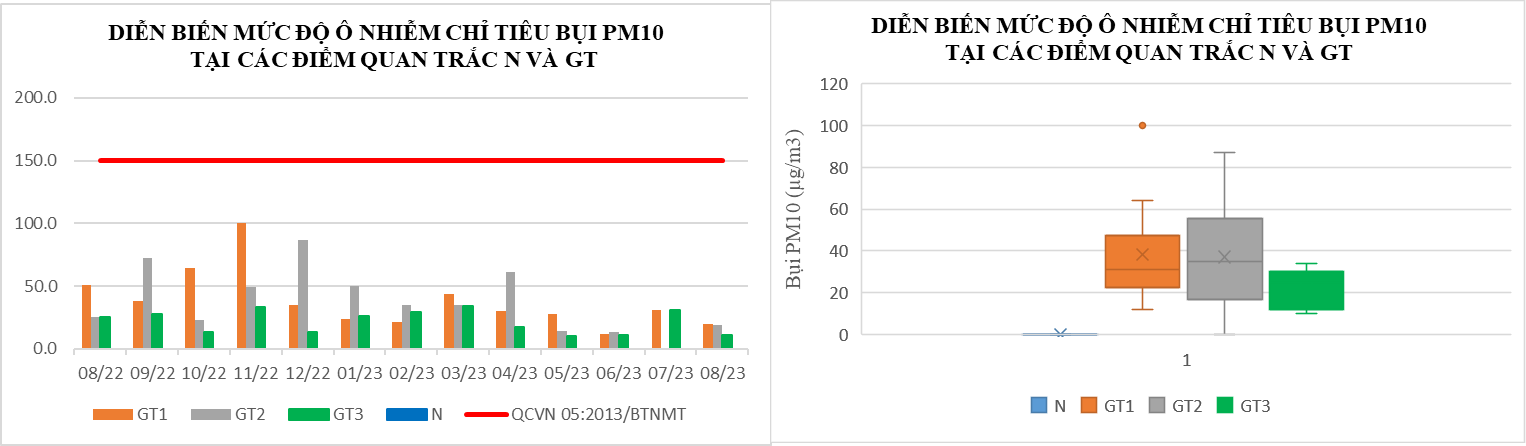 DIỄN BIẾN MỨC ĐỘ Ô NHIỄM CHỈ TIÊU BỤI PM10
TẠI CÁC ĐIỂM QUAN TRẮC N VÀ GT
200.0
150.0
100.0
50.0
0.0
08/22 09/22 10/22 11/22 12/22 01/23 02/23 03/23 04/23 05/23 06/23 07/23 08/23
GT1 GT2 GT3 N QCVN 05:2013/BTNMT
DIỄN BIẾN MỨC ĐỘ Ô NHIỄM CHỈ TIÊU BỤI PM10
TẠI CÁC ĐIỂM QUAN TRẮC N VÀ GT
Bụi PM10 (µg/m3)
120
100
80
60
40
20
0
1
N GT1 GT2 GT3